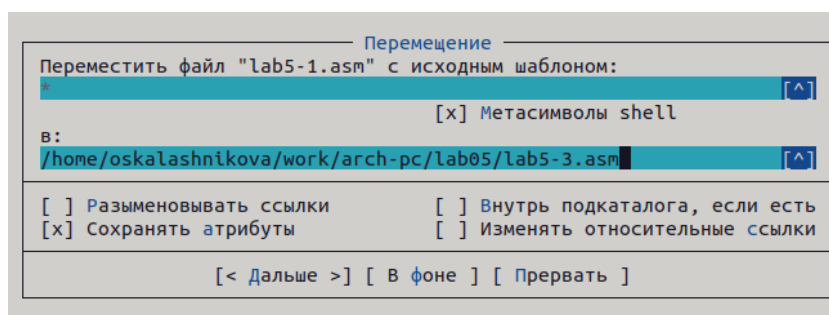 Перемещение
Переместить файл "lab5-1.asm" с исходным шаблоном:
* [^]
[x] Метасимволы shell
в:
/home/oskalashnikova/work/arch-pc/lab05/lab5-3.asm [^]
[ ] Разыменовывать ссылки [ ] Внутрь подкаталога, если есть
[x] Сохранять атрибуты [ ] Изменять относительные ссылки
[< Дальше >] [ В фоне ] [ Прервать ]